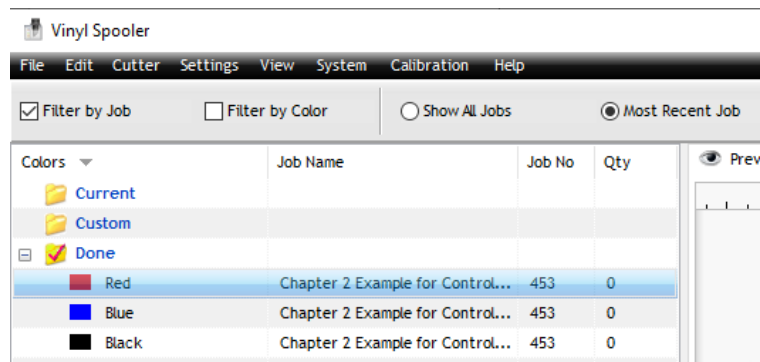 Vinyl Spooler
File Edit Cutter Settings View System Calibration Help
Filter by Job Filter by Color Show All Jobs Most Recent Job
Colors Job Name Job No Qty Prev
Current
Custom
Done
Red Chapter 2 Example for Control... 453 0
Blue Chapter 2 Example for Control... 453 0
Black Chapter 2 Example for Control... 453 0